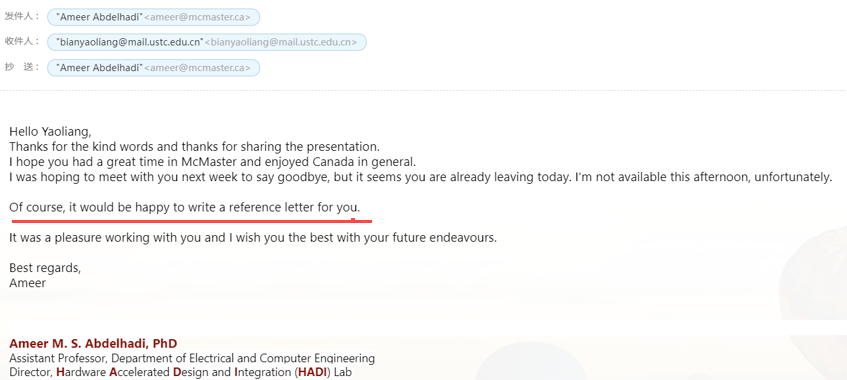 发件人： "Ameer Abdelhadi"<ameer@mcmaster.ca>
收件人： "bianyaoliang@mail.ustc.edu.cn"<bianyaoliang@mail.ustc.edu.cn>
抄 送： "Ameer Abdelhadi"<ameer@mcmaster.ca>
Hello Yaoliang,
Thanks for the kind words and thanks for sharing the presentation.
I hope you had a great time in McMaster and enjoyed Canada in general.
I was hoping to meet with you next week to say goodbye, but it seems you are already leaving today. I'm not available this afternoon, unfortunately.
Of course, it would be happy to write a reference letter for you.
It was a pleasure working with you and I wish you the best with your future endeavours.
Best regards,
Ameer
Ameer M. S. Abdelhadi, PhD
Assistant Professor, Department of Electrical and Computer Engineering
Director, Hardware Accelerated Design and Integration (HADI) Lab